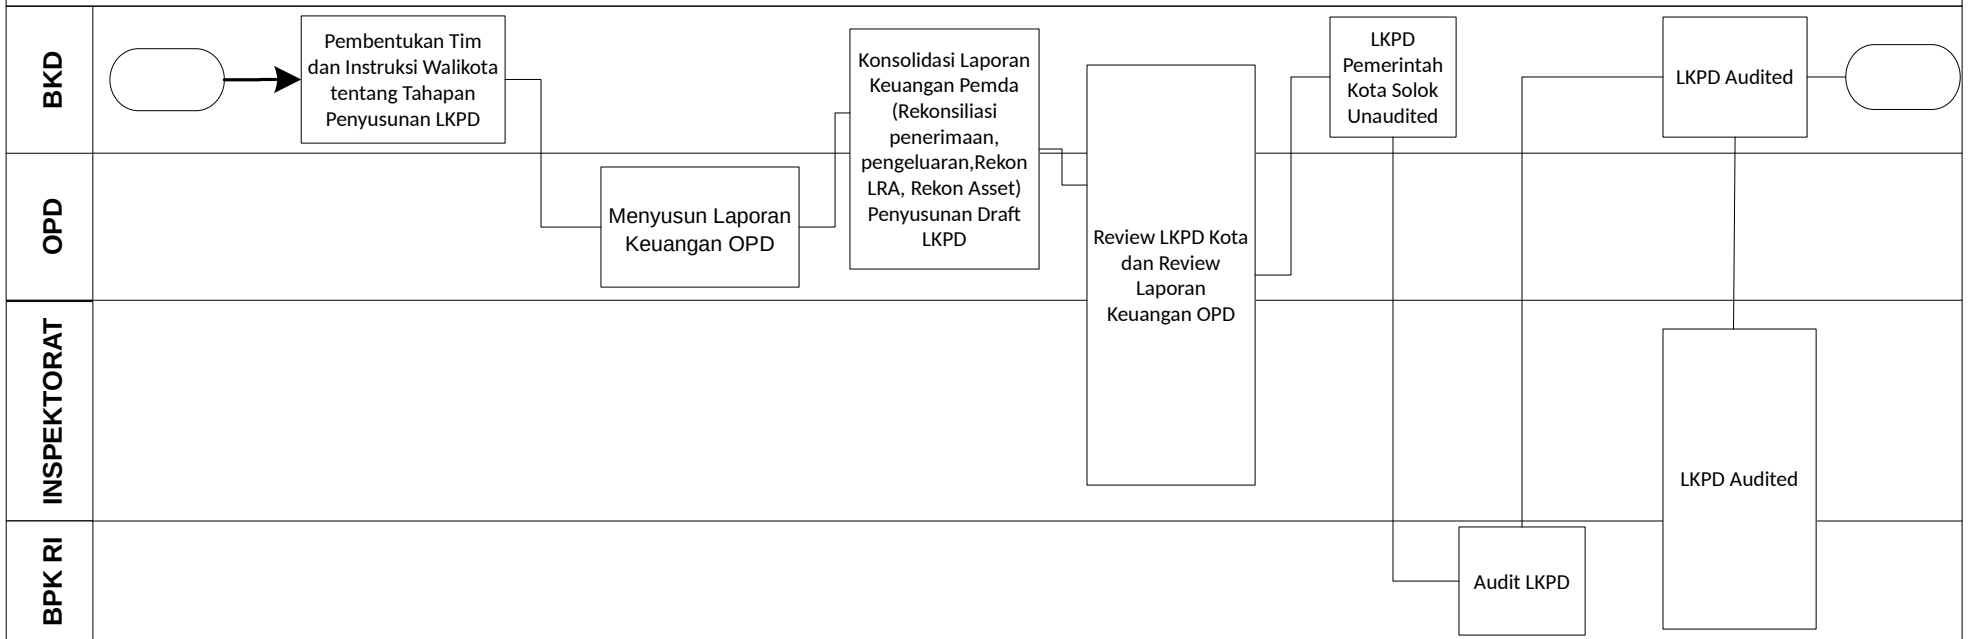 BKD
Pembentukan Tim
dan Instruksi Walikota
tentang Tahapan
Penyusunan LKPD
Konsolidasi Laporan
Keuangan Pemda
(Rekonsiliasi
penerimaan,
pengeluaran,Rekon
LRA, Rekon Asset)
Penyusunan Draft
LKPD
LKPD
Pemerintah
Kota Solok
Unaudited
LKPD Audited
OPD
Menyusun Laporan
Keuangan OPD
Review LKPD Kota
dan Review
Laporan
Keuangan OPD
INSPEKTORAT
LKPD Audited
BPK RI
Audit LKPD